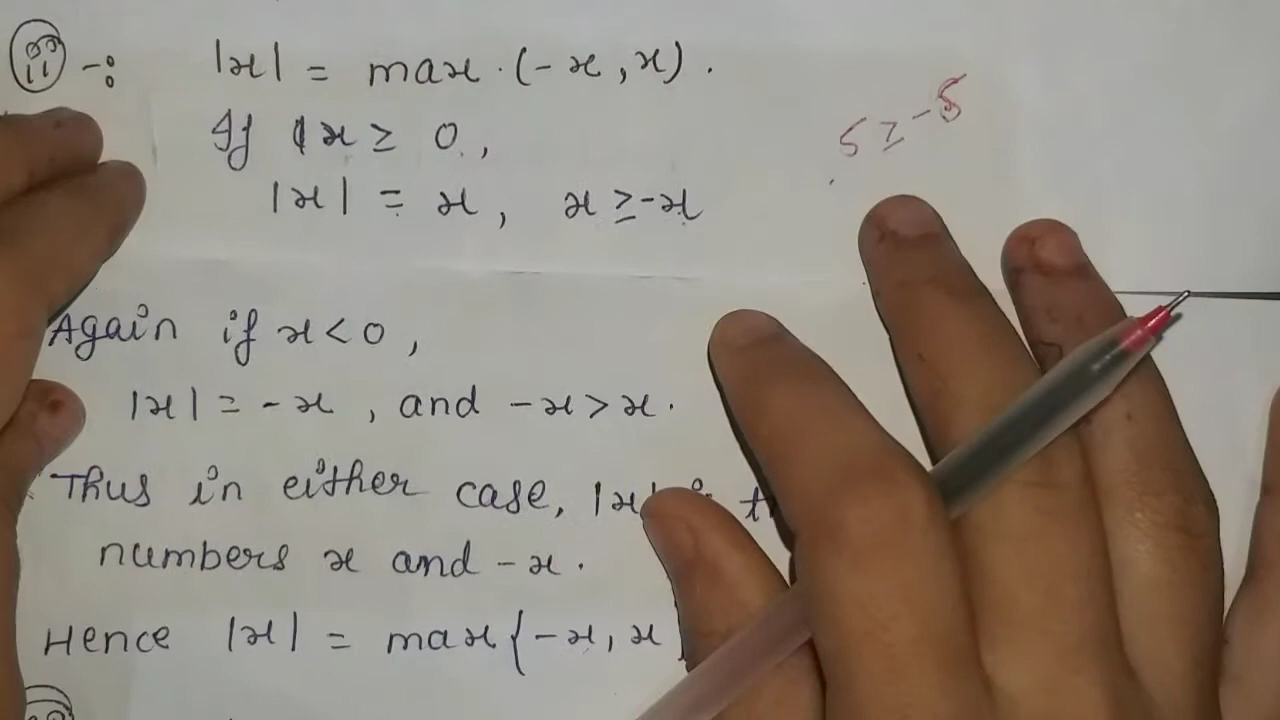 -: |x| = max. (-x, x).
If x ≥ 0,
5 ≥ -5
|x| = x, x ≥ -x
Again if x < 0,
|x| = -x, and -x > x.
Thus in either case, |x|
numbers x and -x.
Hence |x| = max{-x, x